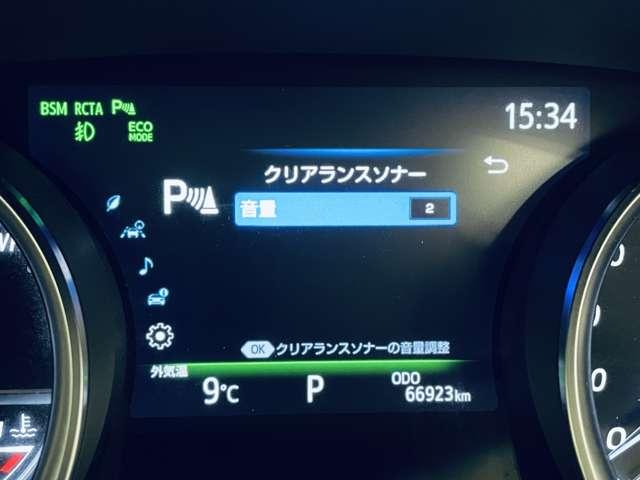 BSM RCTA P
ECO
MODE
15:34
クリアランスソナー
P
音量 2
OK クリアランスソナーの音量調整
外気温
9℃ P ODO
66923km